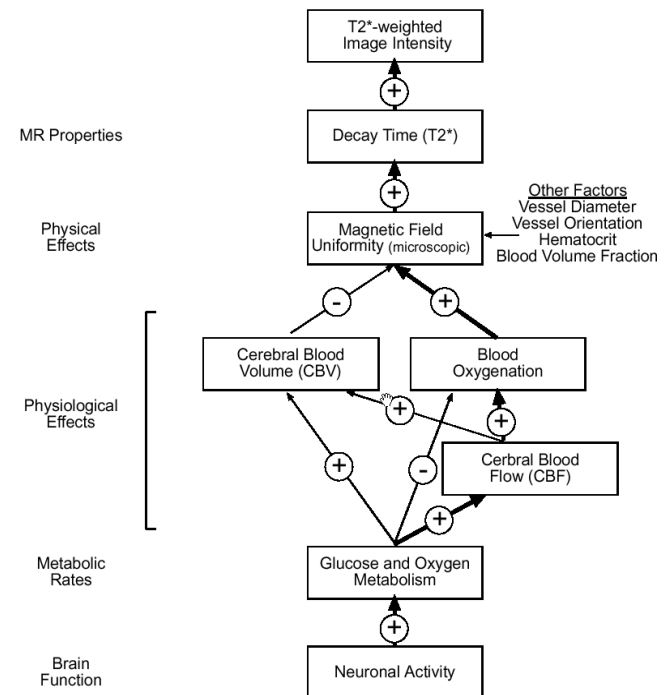 T2*-weighted
Image Intensity
+
MR Properties
Decay Time (T2*)
+
Physical
Effects
Magnetic Field
Uniformity (microscopic)
Other Factors
Vessel Diameter
Vessel Orientation
Hematocrit
Blood Volume Fraction
-
+
Physiological
Effects
Cerebral Blood
Volume (CBV)
Blood
Oxygenation
+
+
Cerbral Blood
Flow (CBF)
+
-
+
Metabolic
Rates
Glucose and Oxygen
Metabolism
+
Brain
Function
Neuronal Activity